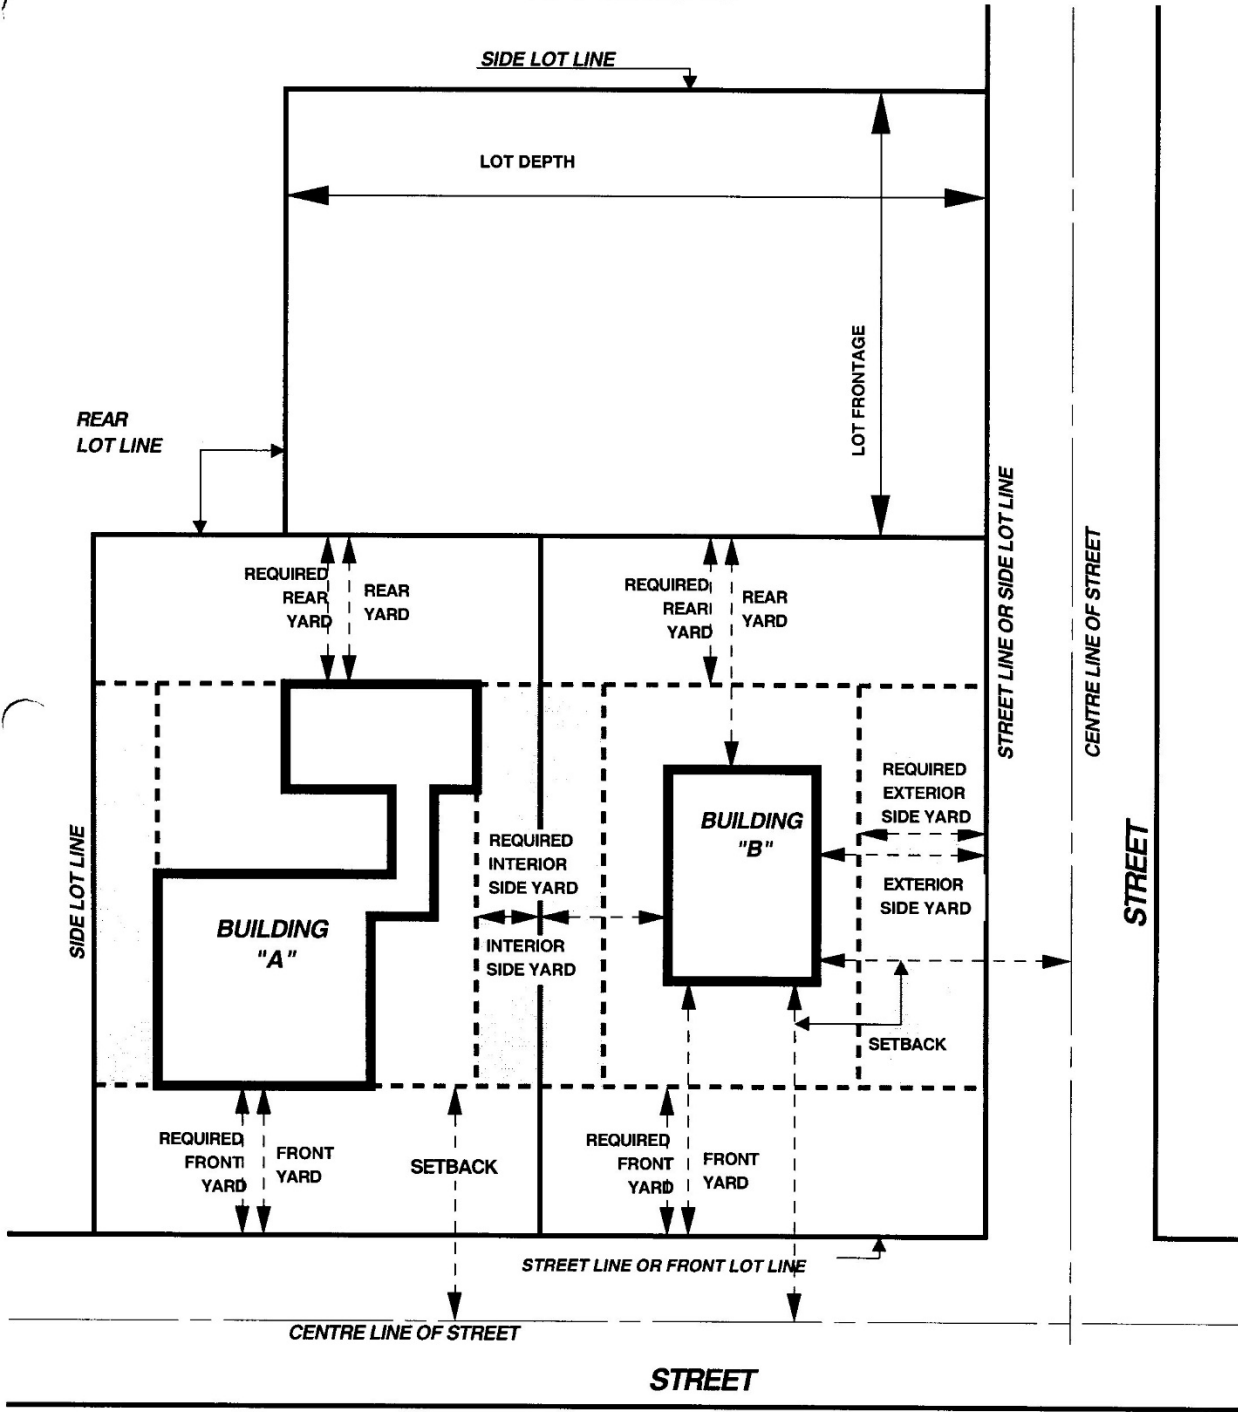 SIDE LOT LINE
LOT DEPTH
LOT FRONTAGE
REAR
LOT LINE
STREET LINE OR SIDE LOT LINE
CENTRE LINE OF STREET
REQUIRED
REAR
YARD
REAR
YARD
REQUIRED
REAR
YARD
REAR
YARD
SIDE LOT LINE
BUILDING
"A"
REQUIRED
INTERIOR
SIDE YARD
INTERIOR
SIDE YARD
BUILDING
"B"
REQUIRED
EXTERIOR
SIDE YARD
EXTERIOR
SIDE YARD
STREET
SETBACK
REQUIRED
FRONT
YARD
FRONT
YARD
SETBACK
REQUIRED
FRONT
YARD
FRONT
YARD
STREET LINE OR FRONT LOT LINE
CENTRE LINE OF STREET
STREET